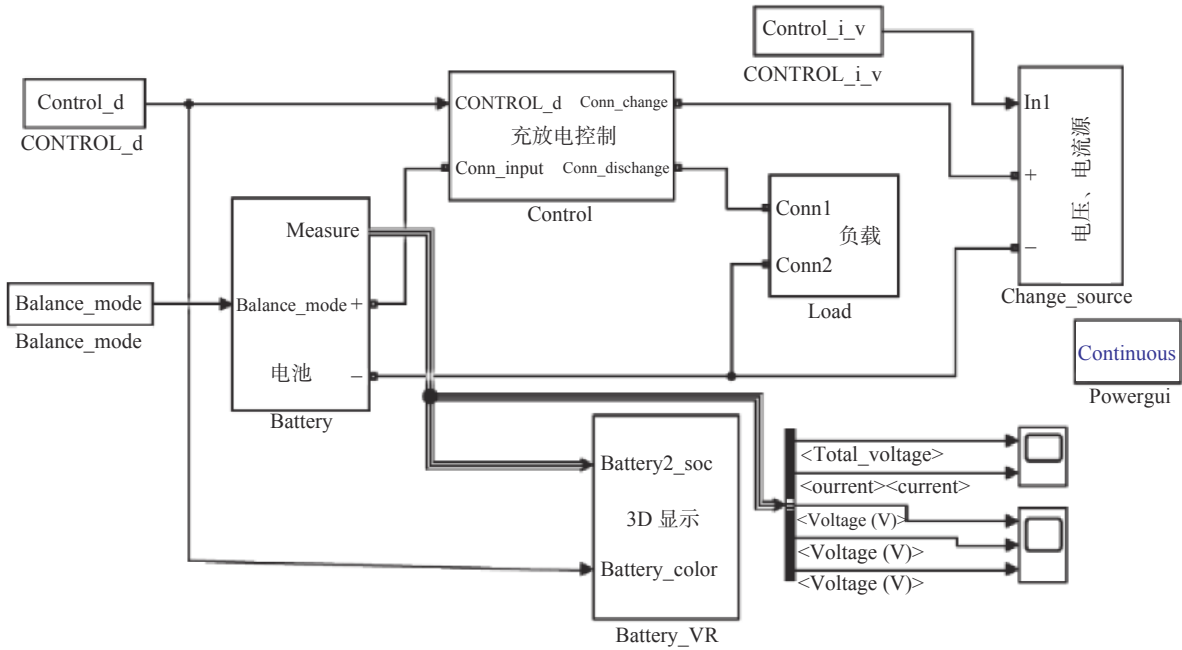 Control_i_v
CONTROL_i_v
Control_d
CONTROL_d
CONTROL_d Conn_change
充放电控制
Conn_input Conn_dischange
Control
In1
+
电压、电流源
−
Change_source
Measure
Balance_mode +
电池 −
Battery
Balance_mode
Balance_mode
Conn1
负载
Conn2
Load
Continuous
Powergui
Battery2_soc
3D 显示
Battery_color
Battery_VR
<Total_voltage>
<ourrent><current>
<Voltage (V)>
<Voltage (V)>
<Voltage (V)>